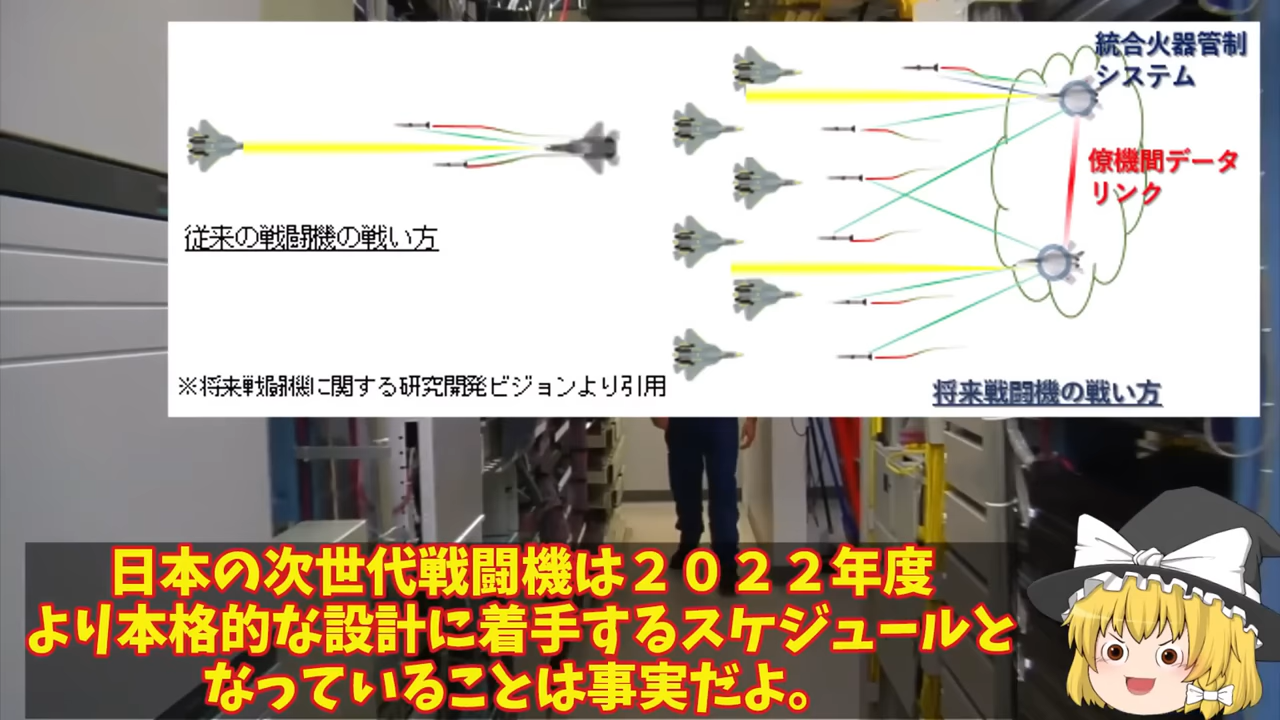 統合火器管制
システム
僚機間データ
リンク
従来の戦闘機の戦い方
※将来戦闘機に関する研究開発ビジョンより引用
将来戦闘機の戦い方
日本の次世代戦闘機は２０２２年度
より本格的な設計に着手するスケジュールと
なっていることは事実だよ。